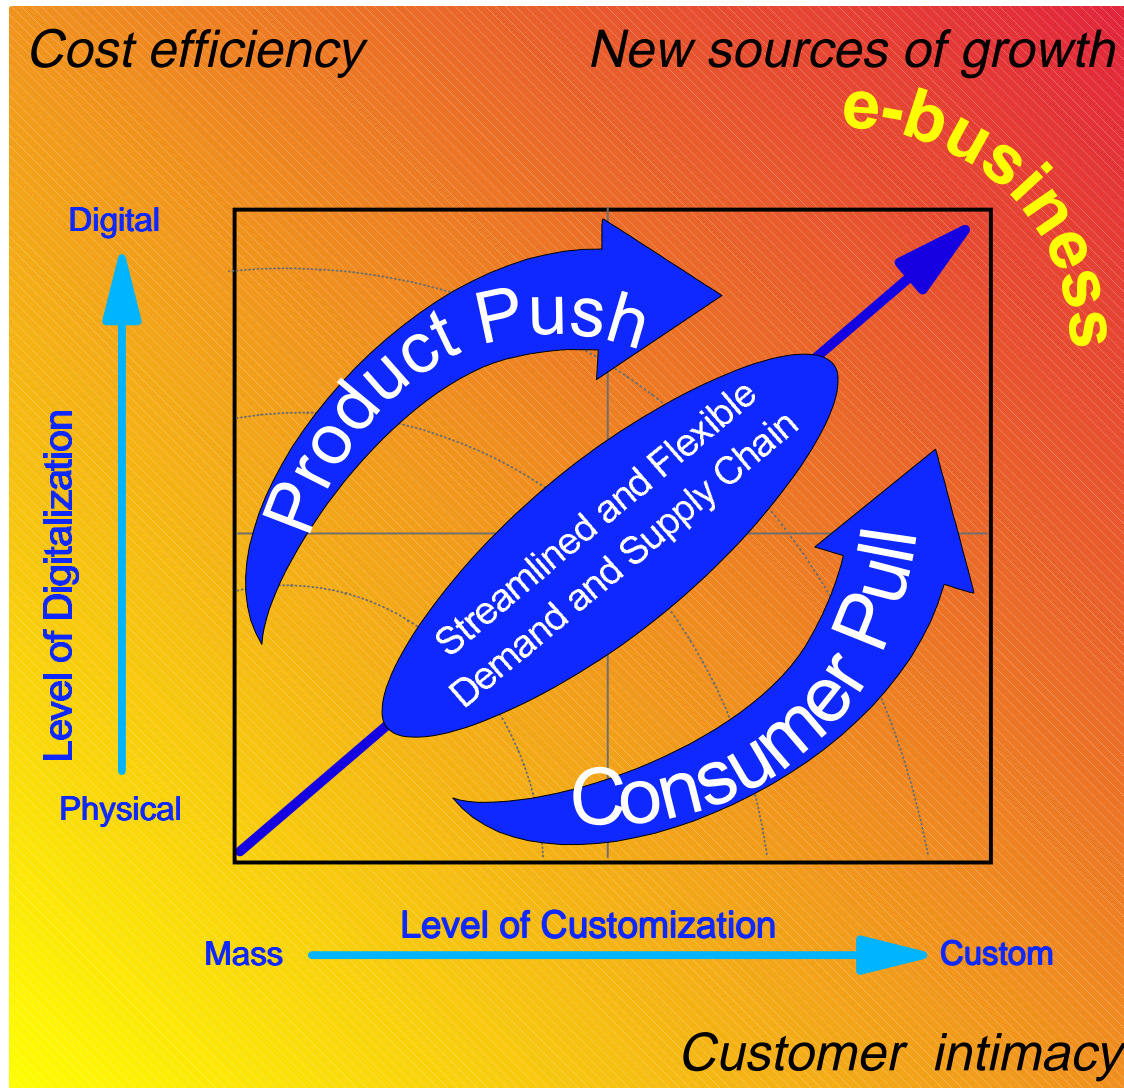 Cost efficiency
New sources of growth
e-business
Digital
Product Push
Level of Digitalization
Streamlined and Flexible
Demand and Supply Chain
Consumer Pull
Physical
Level of Customization
Mass
Custom
Customer intimacy